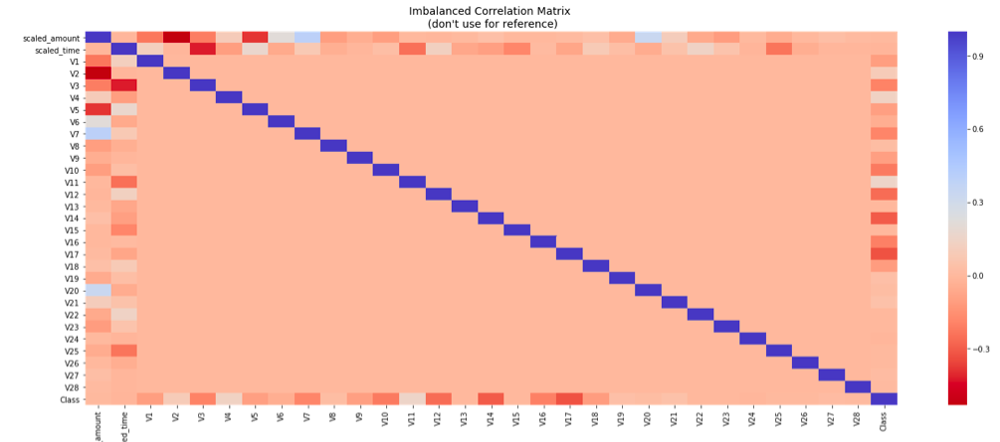 Imbalanced Correlation Matrix
(don't use for reference)
scaled_amount
scaled_time
V1
V2
V3
V4
V5
V6
V7
V8
V9
V10
V11
V12
V13
V14
V15
V16
V17
V18
V19
V20
V21
V22
V23
V24
V25
V26
V27
V28
Class
_amount
ed_time
V1
V2
V3
V4
V5
V6
V7
V8
V9
V10
V11
V12
V13
V14
V15
V16
V17
V18
V19
V20
V21
V22
V23
V24
V25
V26
V27
V28
Class
0.9
0.6
0.3
0.0
−0.3